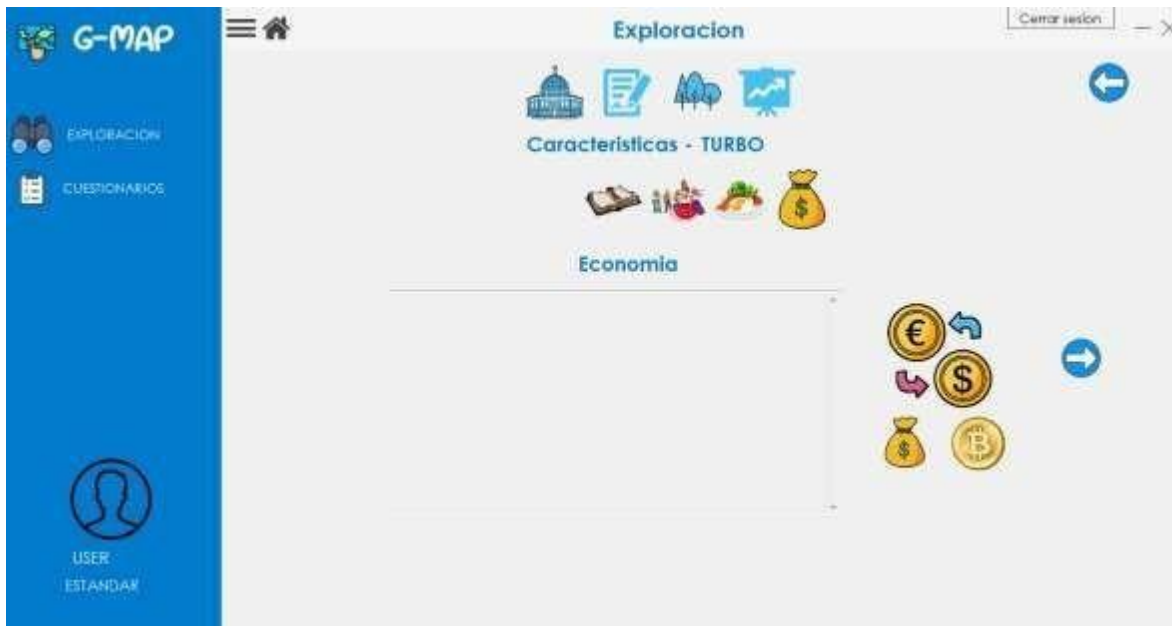 G-MAP
Exploracion
Cerrar sesion
EXPLORACION
CUESTIONARIOS
Caracteristicas - TURBO
Economia
USER
ESTANDAR